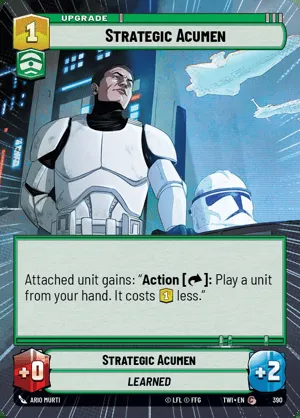 UPGRADE
1
STRATEGIC ACUMEN
Attached unit gains: “Action [ ]: Play a unit
from your hand. It costs 1 less.”
+0
STRATEGIC ACUMEN
LEARNED
+2
ARIO MURTI
© LFL © FFG
TWI • EN C 390